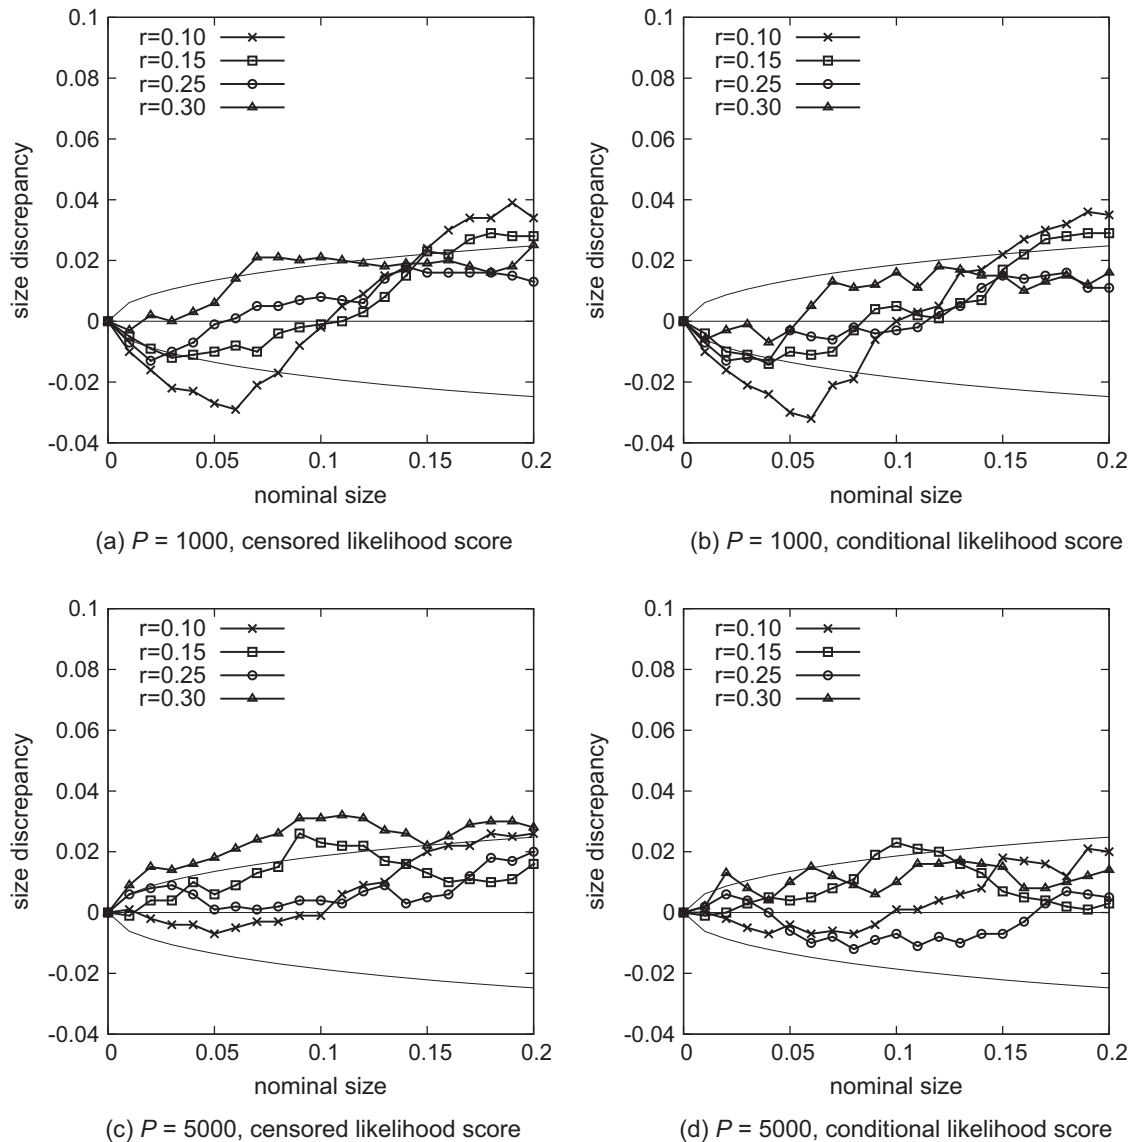 0.1
0.08
0.06
0.04
0.02
0
-0.02
-0.04
size discrepancy
r=0.10
r=0.15
r=0.25
r=0.30
0 0.05 0.1 0.15 0.2
nominal size
(a) P = 1000, censored likelihood score
0.1
0.08
0.06
0.04
0.02
0
-0.02
-0.04
size discrepancy
r=0.10
r=0.15
r=0.25
r=0.30
0 0.05 0.1 0.15 0.2
nominal size
(b) P = 1000, conditional likelihood score
0.1
0.08
0.06
0.04
0.02
0
-0.02
-0.04
size discrepancy
r=0.10
r=0.15
r=0.25
r=0.30
0 0.05 0.1 0.15 0.2
nominal size
(c) P = 5000, censored likelihood score
0.1
0.08
0.06
0.04
0.02
0
-0.02
-0.04
size discrepancy
r=0.10
r=0.15
r=0.25
r=0.30
0 0.05 0.1 0.15 0.2
nominal size
(d) P = 5000, conditional likelihood score